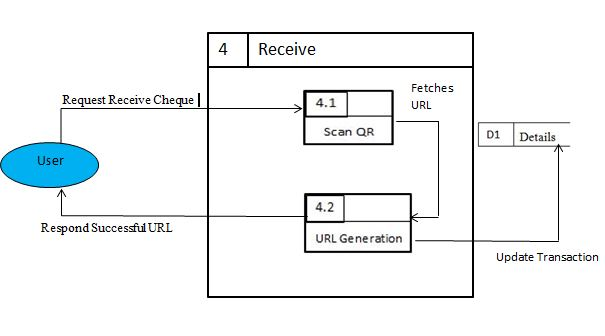 4 Receive
Fetches
URL
Request Receive Cheque
4.1
Scan QR
D1 Details
User
4.2
Respond Successful URL
URL Generation
Update Transaction